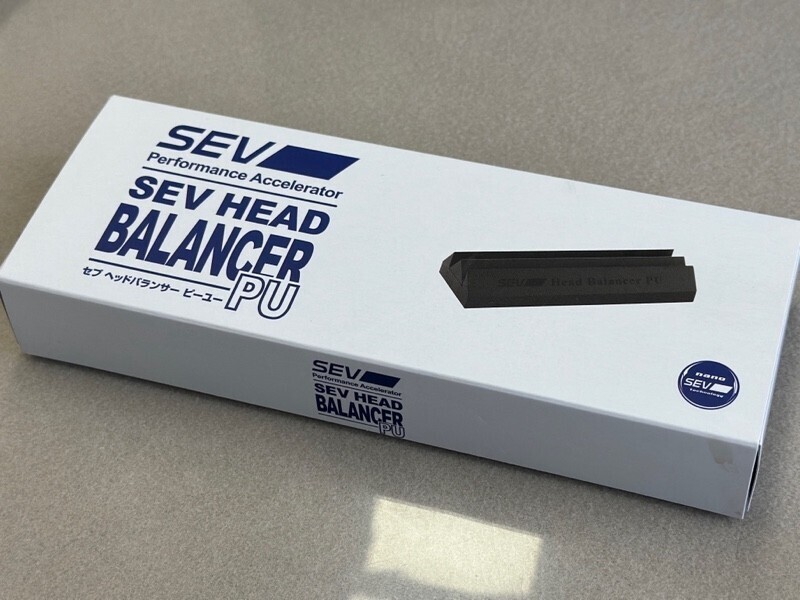 SEV
Performance Accelerator
SEV HEAD
BALANCER
PU
セブ ヘッドバランサー ピーユー
SEV Head Balancer PU
nano
SEV
technology
SEV
Performance Accelerator
SEV HEAD
BALANCER
PU